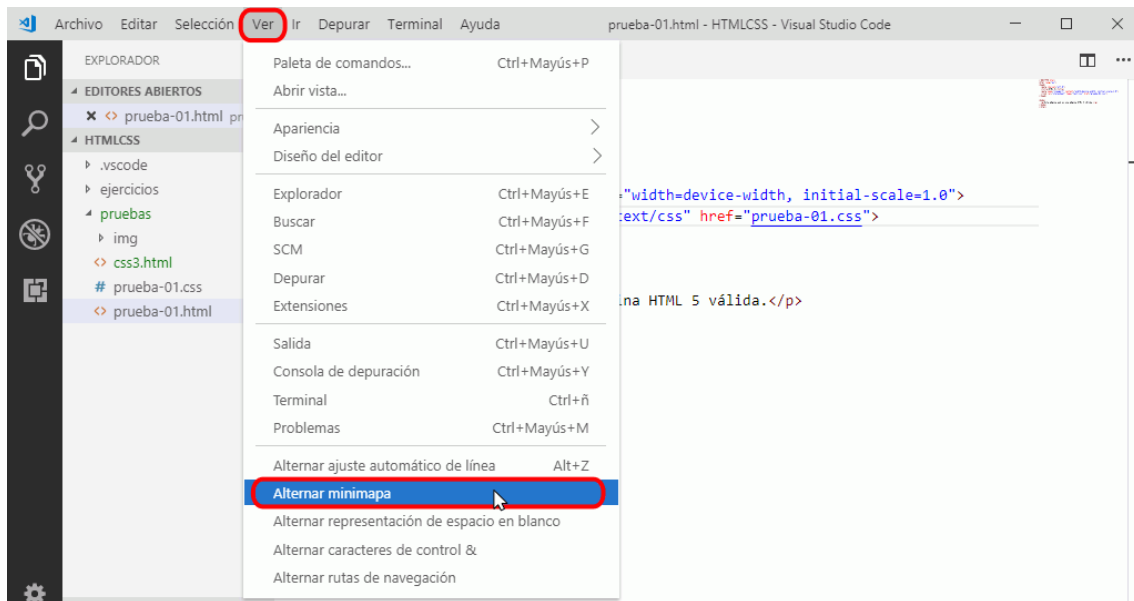 Archivo Editar Selección Ver Ir Depurar Terminal Ayuda prueba-01.html - HTMLCSS - Visual Studio Code
EXPLORADOR
EDITORES ABIERTOS
prueba-01.html pr
HTMLCSS
.vscode
ejercicios
pruebas
img
css3.html
# prueba-01.css
prueba-01.html
Paleta de comandos... Ctrl+Mayús+P
Abrir vista...
Apariencia
Diseño del editor
Explorador Ctrl+Mayús+E
Buscar Ctrl+Mayús+F
SCM Ctrl+Mayús+G
Depurar Ctrl+Mayús+D
Extensiones Ctrl+Mayús+X
Salida Ctrl+Mayús+U
Consola de depuración Ctrl+Mayús+Y
Terminal Ctrl+ñ
Problemas Ctrl+Mayús+M
Alternar ajuste automático de línea Alt+Z
Alternar minimapa
Alternar representación de espacio en blanco
Alternar caracteres de control &
Alternar rutas de navegación
="width=device-width, initial-scale=1.0">
text/css" href="prueba-01.css">
ina HTML 5 válida.</p>